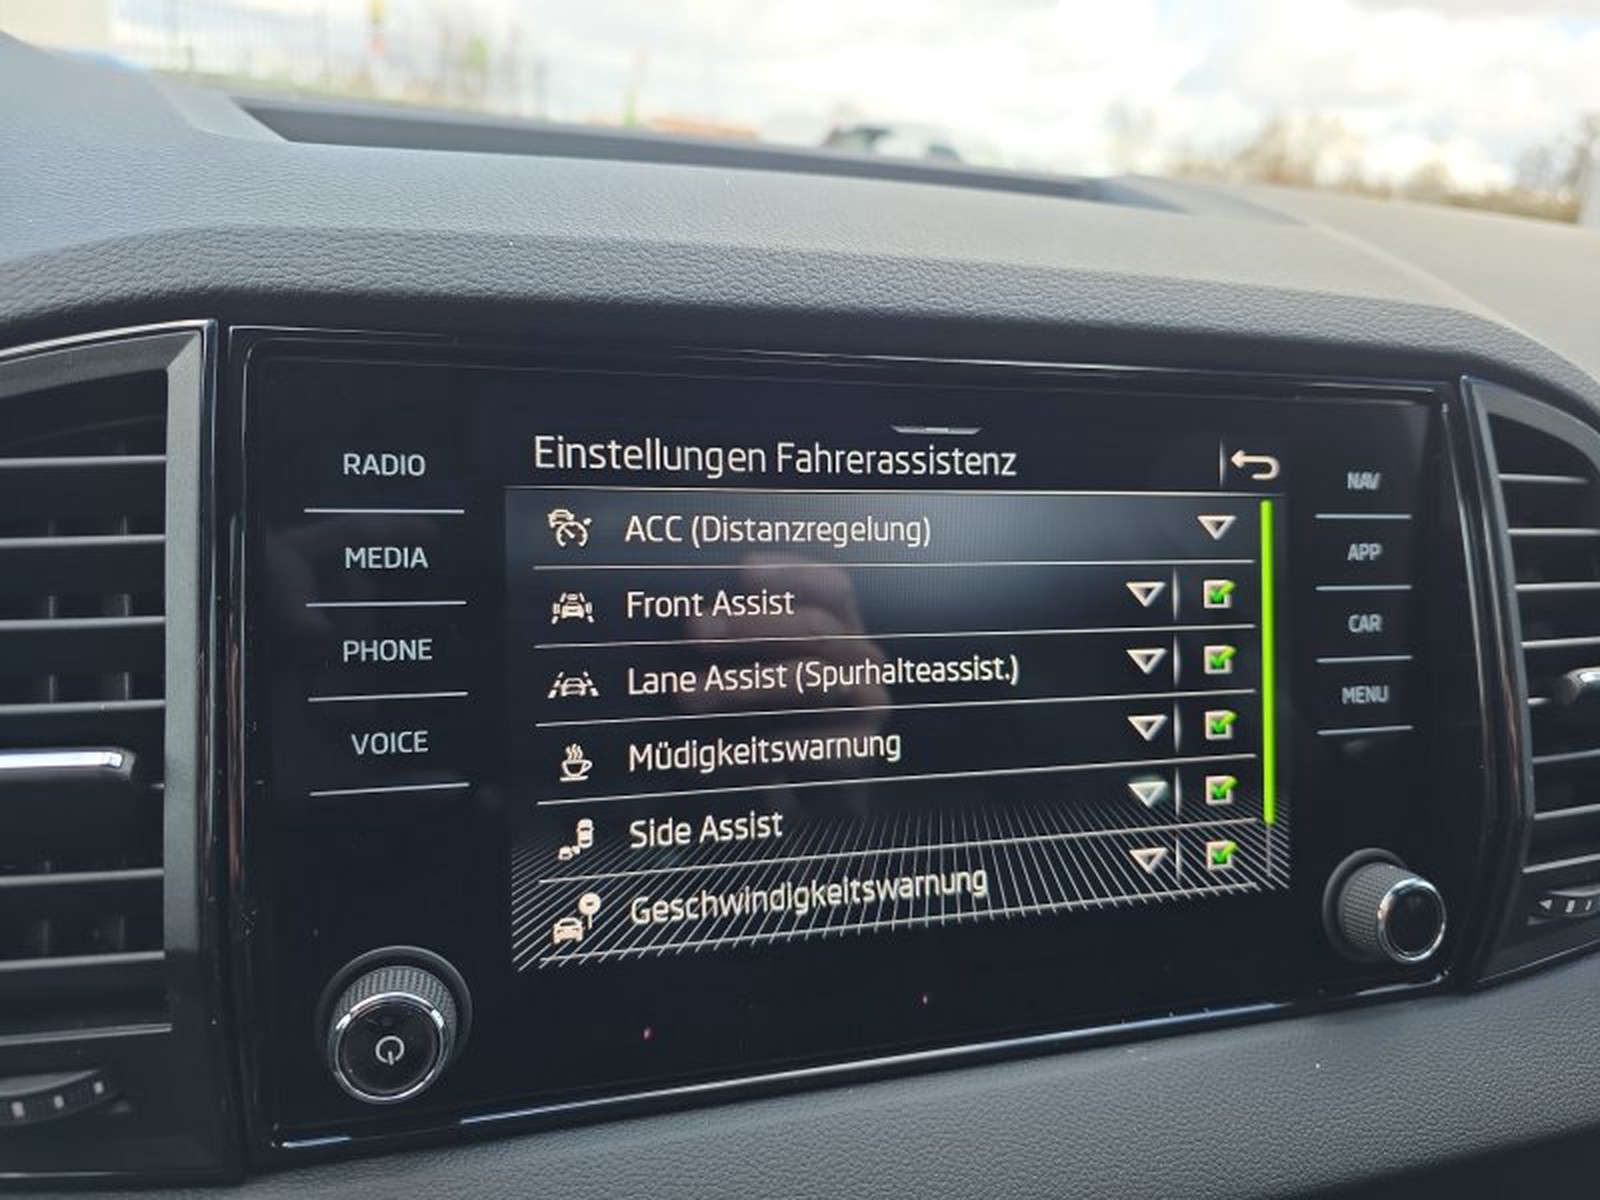 RADIO
MEDIA
PHONE
VOICE
Einstellungen Fahrerassistenz
ACC (Distanzregelung)
Front Assist
Lane Assist (Spurhalteassist.)
Müdigkeitswarnung
Side Assist
Geschwindigkeitswarnung
NAV
APP
CAR
MENU